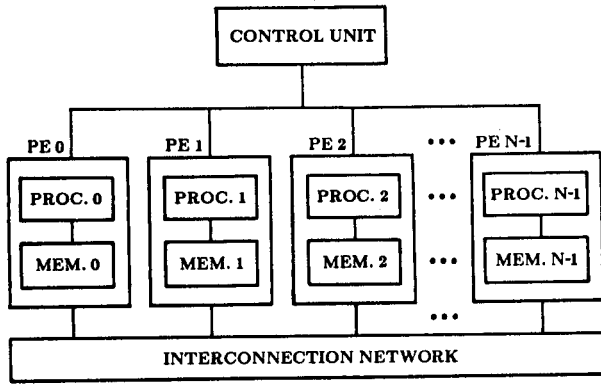 CONTROL UNIT
PE 0 PE 1 PE 2 ••• PE N-1
PROC. 0 PROC. 1 PROC. 2 ••• PROC. N-1
MEM. 0 MEM. 1 MEM. 2 ••• MEM. N-1
•••
INTERCONNECTION NETWORK